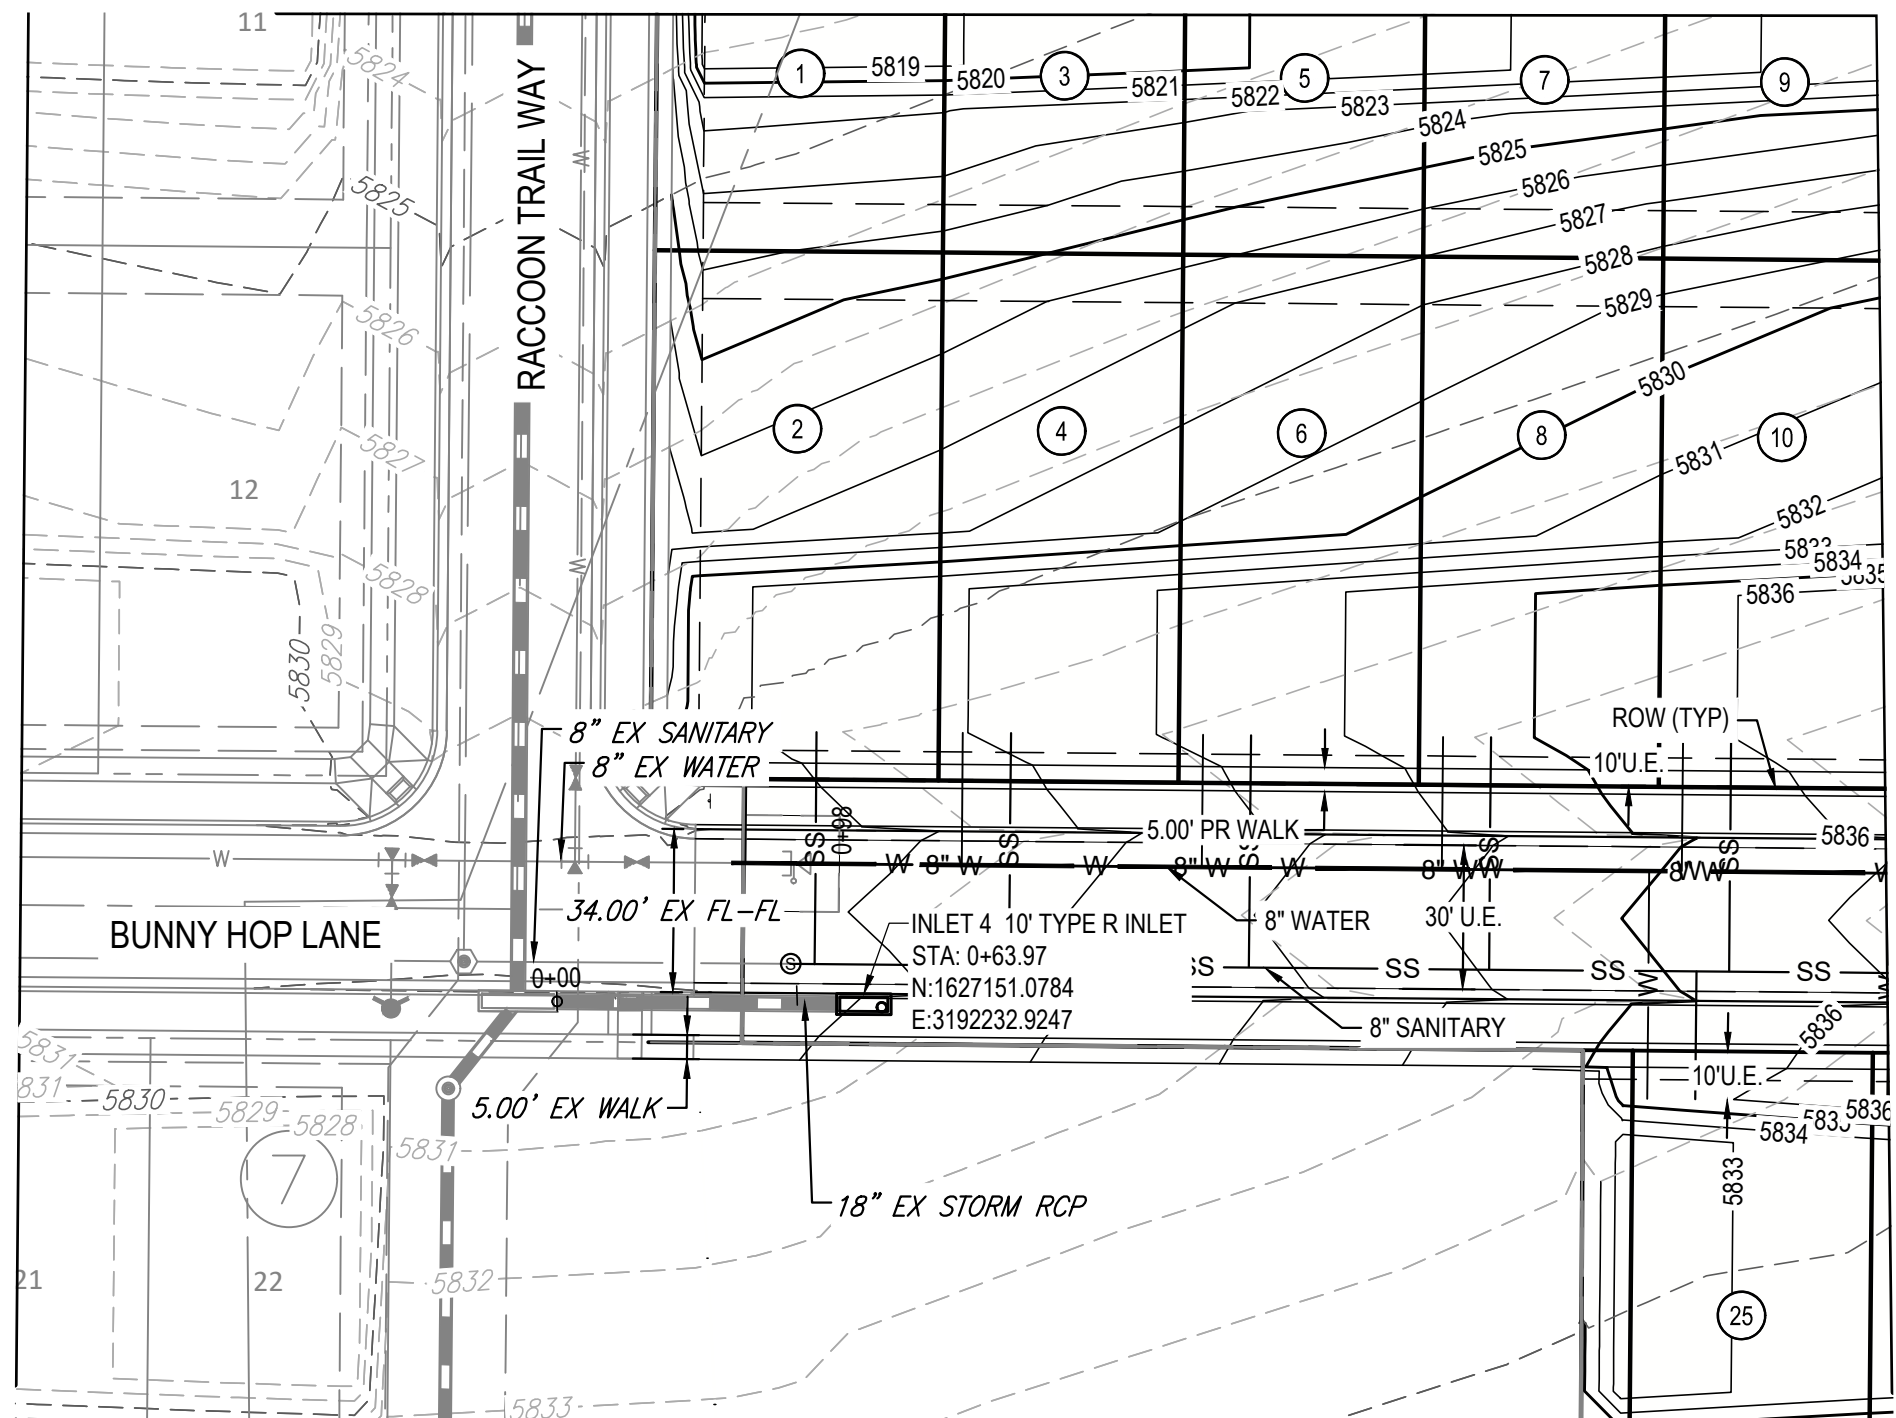 11
5824
5825
5826
5827
5828
5829
5830
12
RACCOON TRAIL WAY
W
W
1
5819
5820
3
5821
5822
5
5823
5824
7
5825
9
5826
5827
5828
5829
5830
5831
5832
5834
5836
2
4
6
8
10
8" EX SANITARY
8" EX WATER
ROW (TYP)
10'U.E.
5.00' PR WALK
5836
0+98
SS
SS
SS
SS
SS
W
W 8" W W 8" W W 8" W W 8" W W
BUNNY HOP LANE
34.00' EX FL-FL
INLET 4 10' TYPE R INLET
STA: 0+63.97
N:1627151.0784
E:3192232.9247
8" WATER
30' U.E.
0+00
S
SS
SS
SS
SS
W
W
8" SANITARY
5836
10'U.E.
5836
5834
5833
25
5831
5831
5830
5829
5828
7
5.00' EX WALK
5831
18" EX STORM RCP
21
22
5832
5833